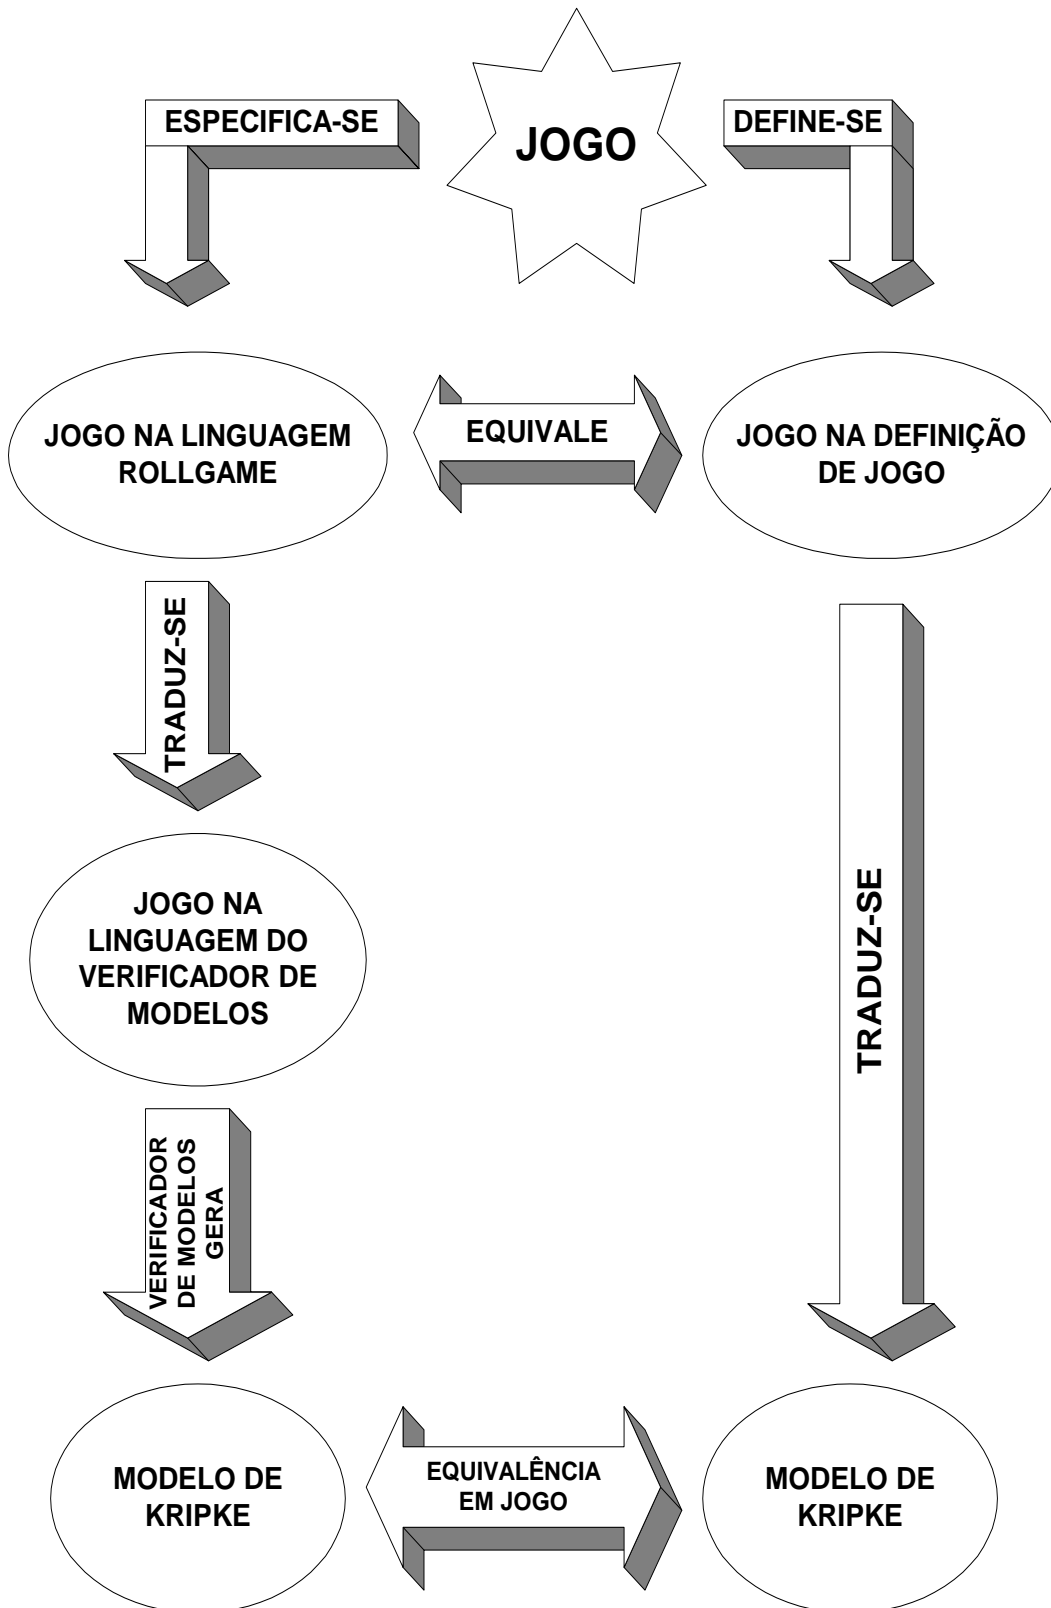 ESPECIFICA-SE
JOGO
DEFINE-SE
JOGO NA LINGUAGEM
ROLLGAME
EQUIVALE
JOGO NA DEFINIÇÃO
DE JOGO
TRADUZ-SE
TRADUZ-SE
JOGO NA
LINGUAGEM DO
VERIFICADOR DE
MODELOS
VERIFICADOR
DE MODELOS
GERA
MODELO DE
KRIPKE
EQUIVALÊNCIA
EM JOGO
MODELO DE
KRIPKE